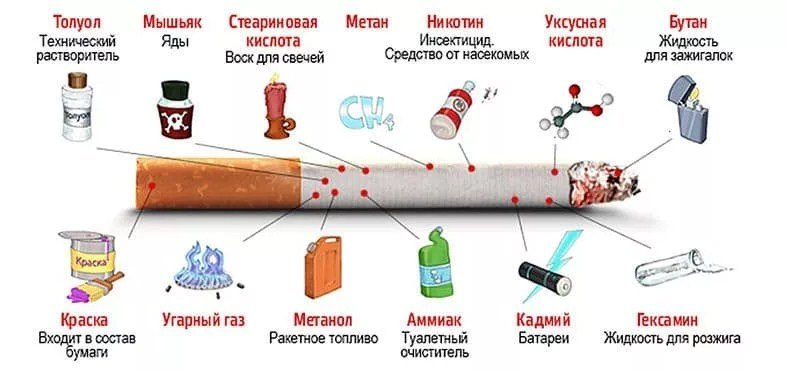 Толуол
Технический
растворитель
Мышьяк
Яды
Стеариновая
кислота
Воск для свечей
Метан
Никотин
Инсектицид.
Средство от насекомых
Уксусная
кислота
Бутан
Жидкость
для зажигалок
Толуол
CH4
Краска
Краска
Входит в состав
бумаги
Угарный газ
Метанол
Ракетное топливо
Аммиак
Туалетный
очиститель
Кадмий
Батареи
Гексамин
Жидкость для розжига